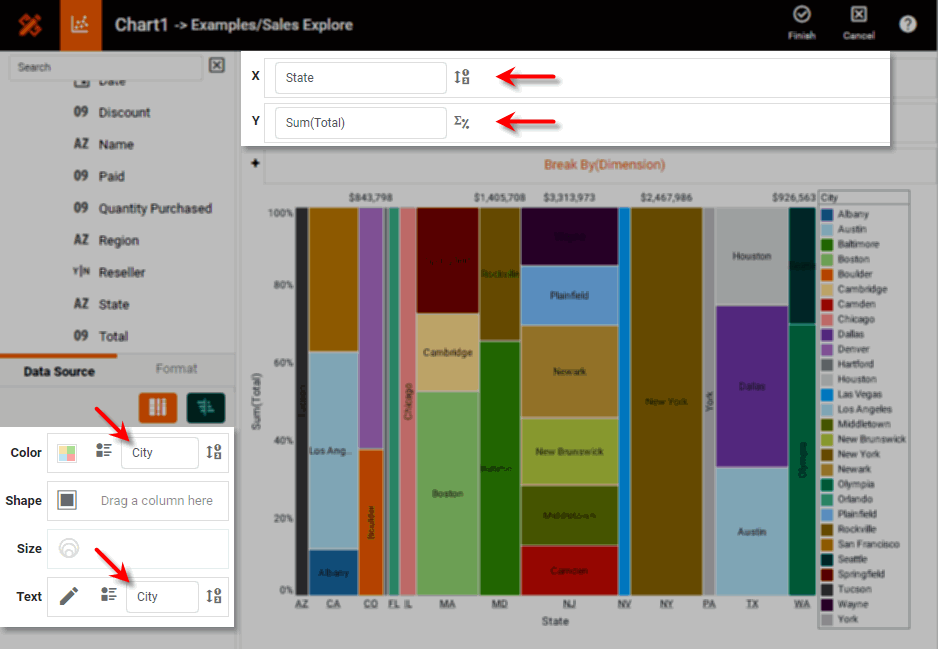 Chart1 -> Examples/Sales Explore
Finish
Cancel
?
Search
Date
09 Discount
AZ Name
09 Paid
09 Quantity Purchased
AZ Region
Y|N Reseller
AZ State
09 Total
Data Source
Format
Color
City
Shape
Drag a column here
Size
Text
City
X
State
Y
Sum(Total)
Break By(Dimension)
$843,798 $1,405,708 $3,313,973 $2,467,986 $926,563
100%
80%
60%
40%
20%
0%
Sum(Total)
Tucson
Los Ang...
Albany
Boulder
Chicago
Cambridge
Boston
Rockville
Baltimore
Wayne
Plainfield
Newark
New Brunswick
Middletown
Camden
New York
York
Houston
Dallas
Austin
Seattle
Olympia
AZ CA CO FL IL MA MD NJ NV NY PA TX WA
State
City
Albany
Austin
Baltimore
Boston
Boulder
Cambridge
Camden
Chicago
Dallas
Denver
Hartford
Houston
Las Vegas
Los Angeles
Middletown
New Brunswick
New York
Newark
Olympia
Orlando
Plainfield
Rockville
San Francisco
Seattle
Springfield
Tucson
Wayne
York